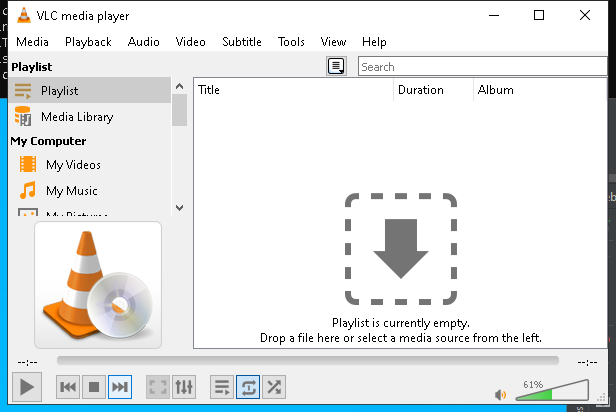 VLC media player
Media Playback Audio Video Subtitle Tools View Help
Playlist
Search
Playlist
Media Library
My Computer
My Videos
My Music
My Pictures
Title Duration Album
Playlist is currently empty.
Drop a file here or select a media source from the left.
--:-- --:--
61%